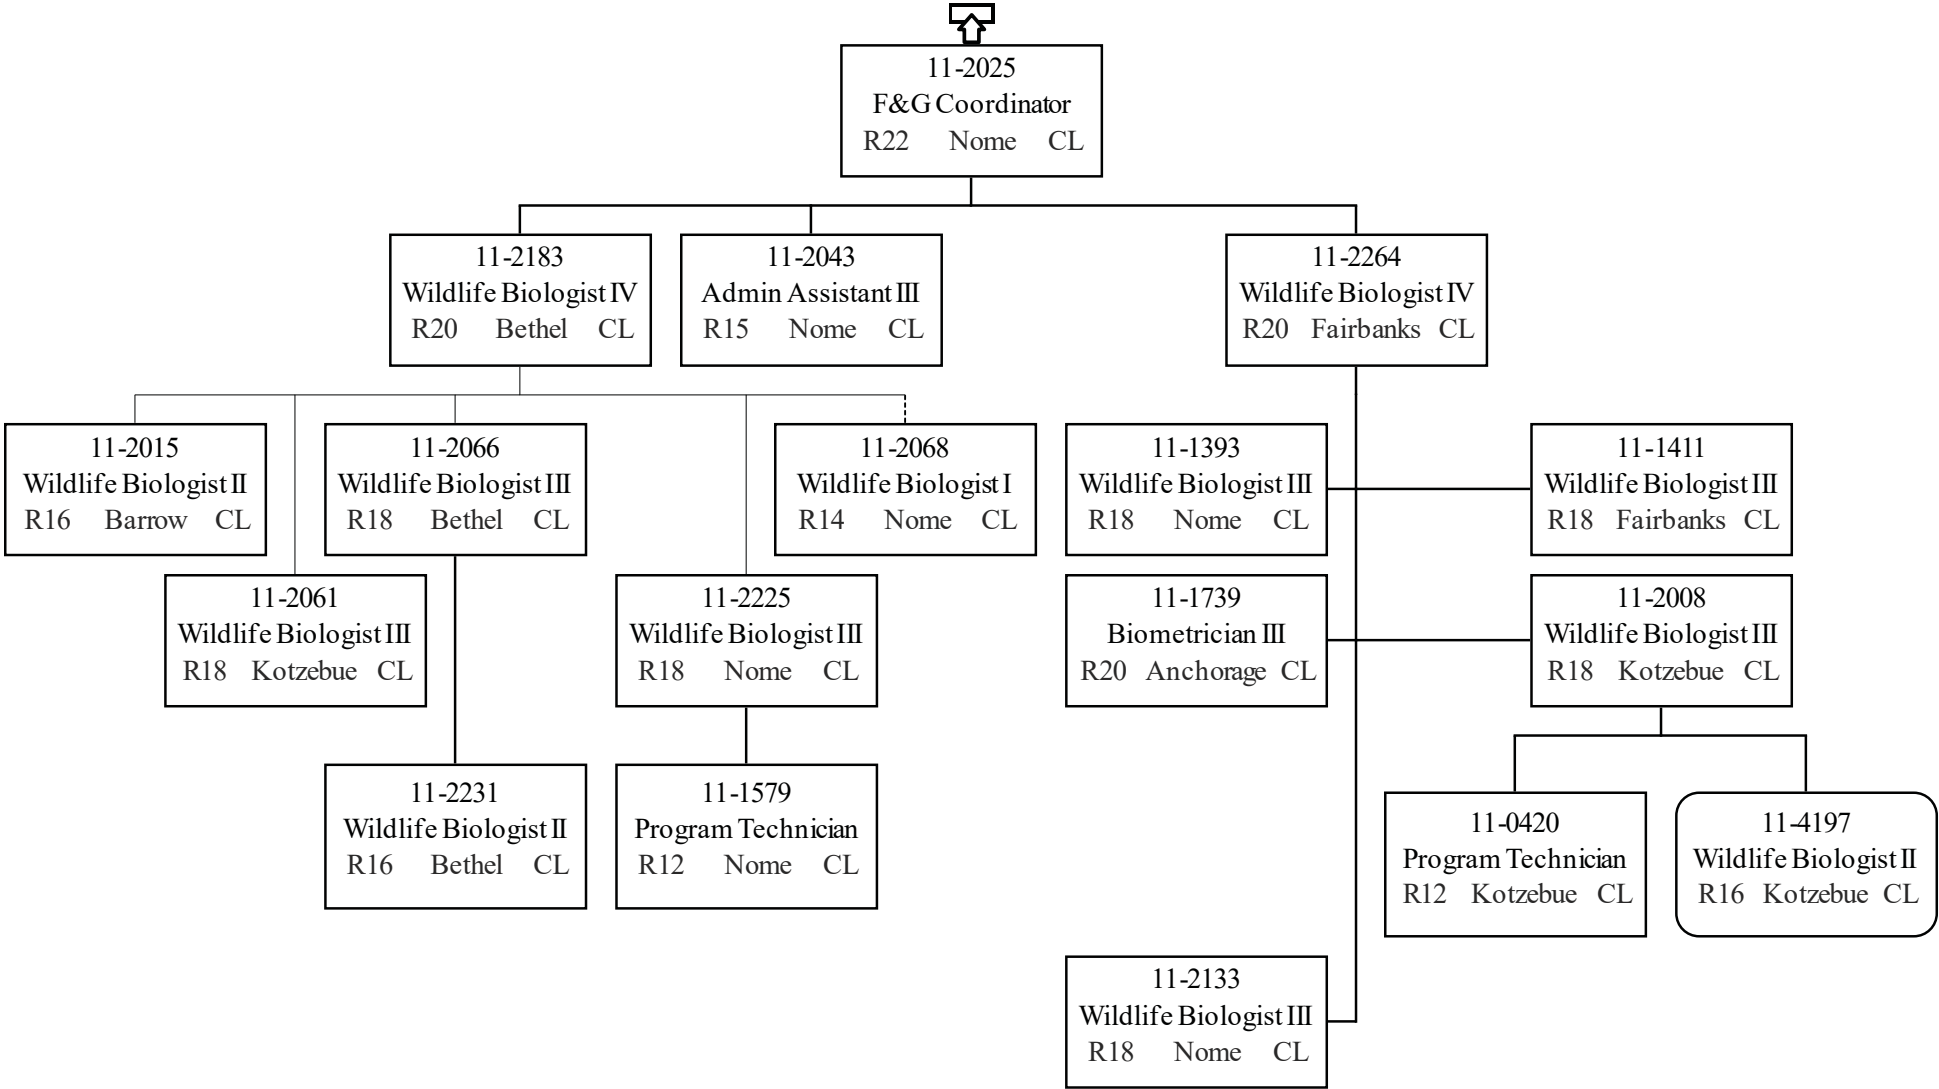 11-2025
F&G Coordinator
R22 Nome CL
11-2183
Wildlife Biologist IV
R20 Bethel CL
11-2043
Admin Assistant III
R15 Nome CL
11-2264
Wildlife Biologist IV
R20 Fairbanks CL
11-2015
Wildlife Biologist II
R16 Barrow CL
11-2066
Wildlife Biologist III
R18 Bethel CL
11-2068
Wildlife Biologist I
R14 Nome CL
11-1393
Wildlife Biologist III
R18 Nome CL
11-1411
Wildlife Biologist III
R18 Fairbanks CL
11-2061
Wildlife Biologist III
R18 Kotzebue CL
11-2225
Wildlife Biologist III
R18 Nome CL
11-1739
Biometrician III
R20 Anchorage CL
11-2008
Wildlife Biologist III
R18 Kotzebue CL
11-2231
Wildlife Biologist II
R16 Bethel CL
11-1579
Program Technician
R12 Nome CL
11-0420
Program Technician
R12 Kotzebue CL
11-4197
Wildlife Biologist II
R16 Kotzebue CL
11-2133
Wildlife Biologist III
R18 Nome CL